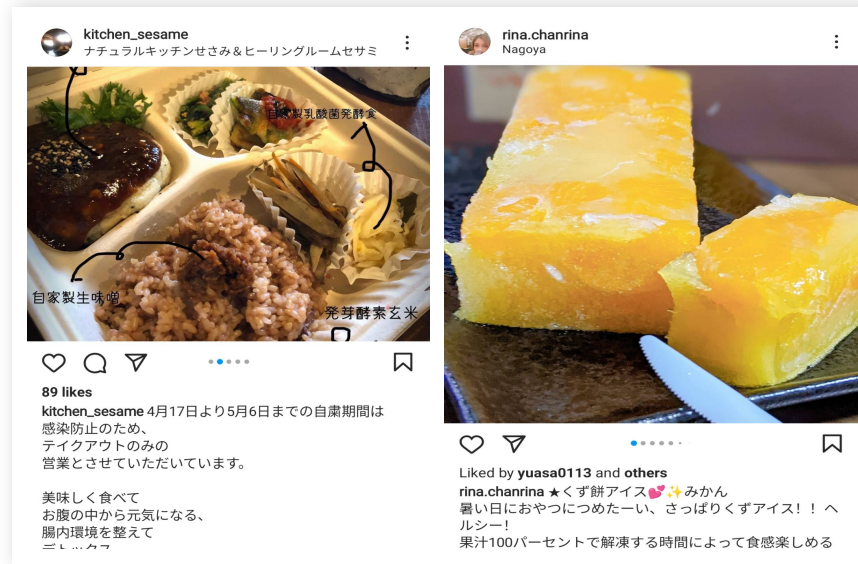 kitchen_sesame
ナチュラルキッチンせさみ＆ヒーリングルームセサミ
自家製乳酸菌発酵食
自家製生味噌
発芽酵素玄米
89 likes
kitchen_sesame 4月17日より5月6日までの自粛期間は
感染防止のため、
テイクアウトのみの
営業とさせていただいています。
美味しく食べて
お腹の中から元気になる、
腸内環境を整えて
デトックス
rina.chanrina
Nagoya
Liked by yuasa0113 and others
rina.chanrina ★くず餅アイス💕✨みかん
暑い日におやつにつめたーい、さっぱりくずアイス！！ヘ
ルシー！
果汁100パーセントで解凍する時間によって食感楽しめる